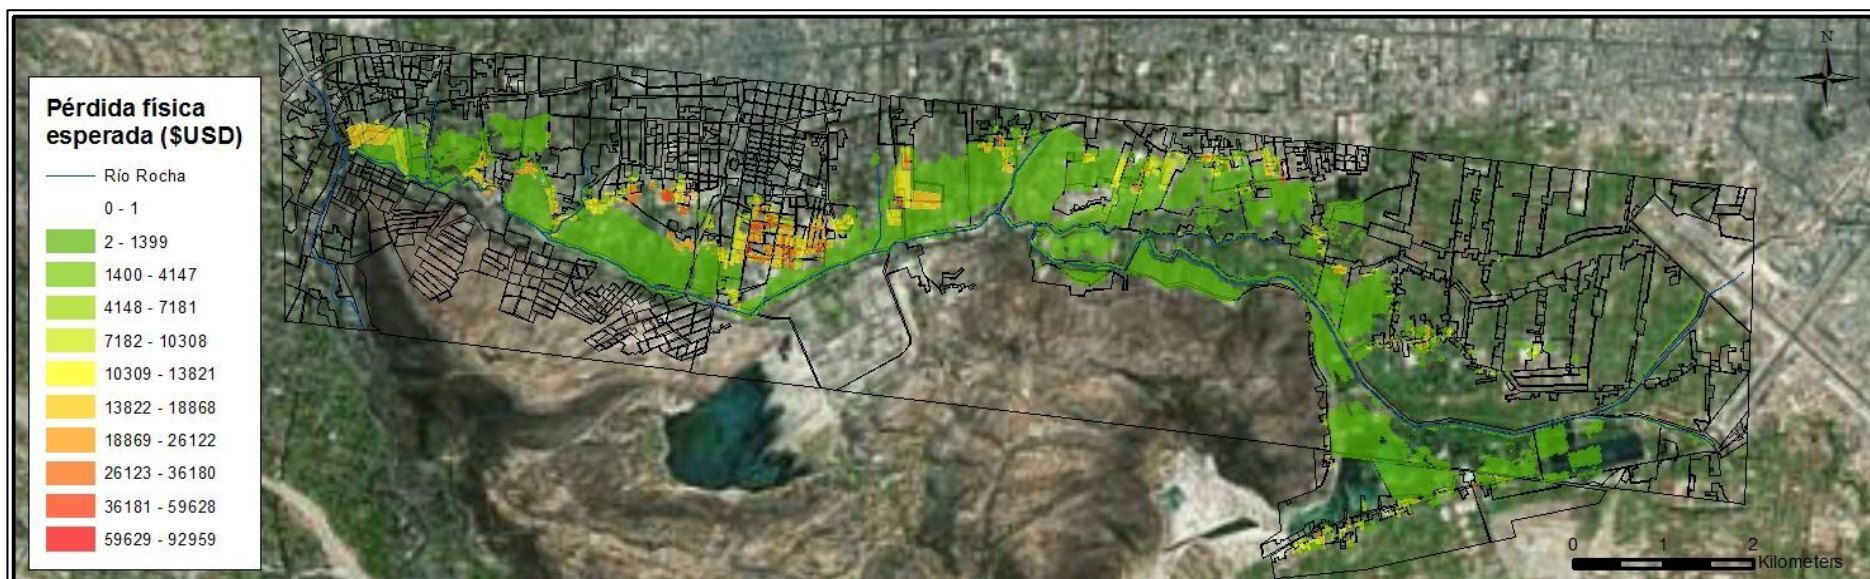 Pérdida física
esperada ($USD)
Río Rocha
0 - 1
2 - 1399
1400 - 4147
4148 - 7181
7182 - 10308
10309 - 13821
13822 - 18868
18869 - 26122
26123 - 36180
36181 - 59628
59629 - 92959
N
0 1 2
Kilometers